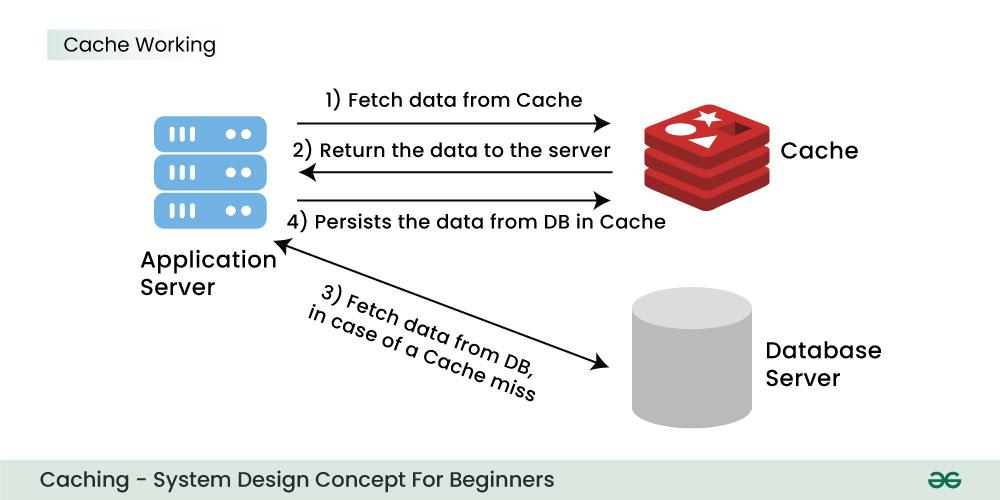 Cache Working
1) Fetch data from Cache
2) Return the data to the server
Cache
4) Persists the data from DB in Cache
Application
Server
3) Fetch data from DB,
in case of a Cache miss
Database
Server
Caching - System Design Concept For Beginners